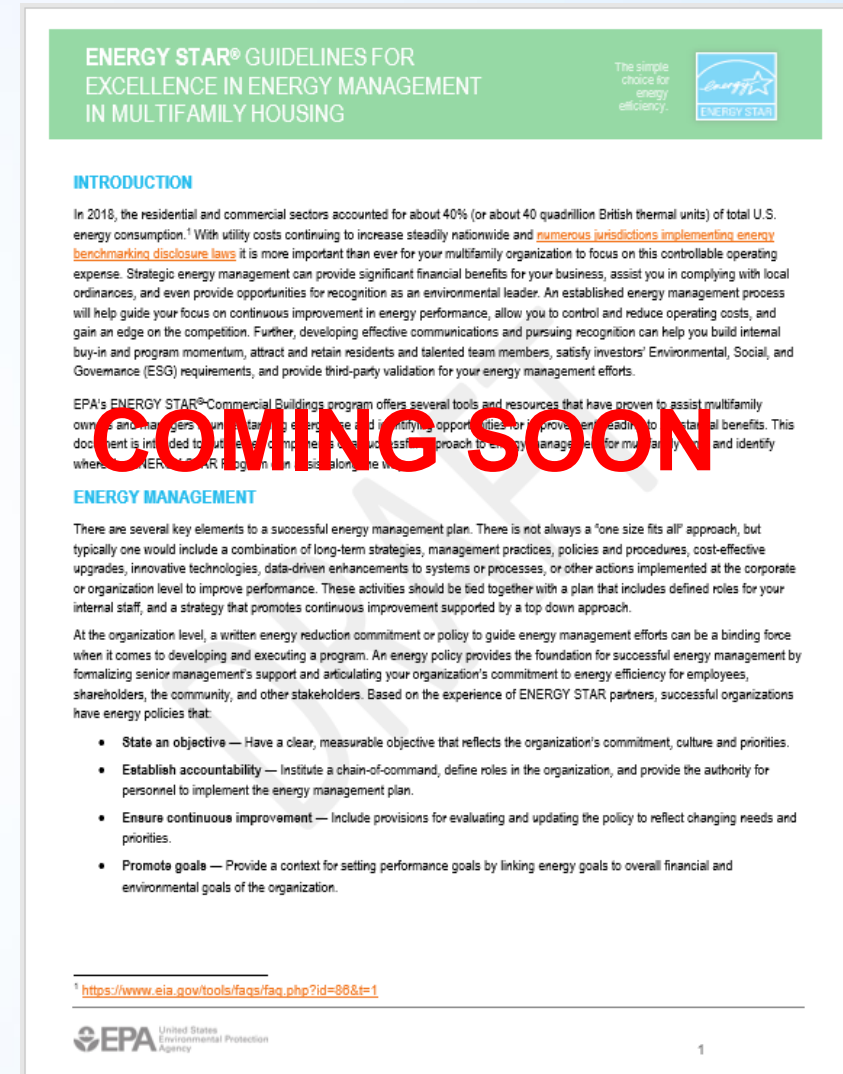 ENERGY STAR® GUIDELINES FOR
EXCELLENCE IN ENERGY MANAGEMENT
IN MULTIFAMILY HOUSING
The simple
choice for
energy
efficiency.
energy
ENERGY STAR
INTRODUCTION
In 2018, the residential and commercial sectors accounted for about 40% (or about 40 quadrillion British thermal units) of total U.S.
energy consumption.¹ With utility costs continuing to increase steadily nationwide and numerous jurisdictions implementing energy
benchmarking disclosure laws it is more important than ever for your multifamily organization to focus on this controllable operating
expense. Strategic energy management can provide significant financial benefits for your business, assist you in complying with local
ordinances, and even provide opportunities for recognition as an environmental leader. An established energy management process
will help guide your focus on continuous improvement in energy performance, allow you to control and reduce operating costs, and
gain an edge on the competition. Further, developing effective communications and pursuing recognition can help you build internal
buy-in and program momentum, attract and retain residents and talented team members, satisfy investors' Environmental, Social, and
Governance (ESG) requirements, and provide third-party validation for your energy management efforts.
EPA's ENERGY STAR® Commercial Buildings program offers several tools and resources that have proven to assist multifamily
and benefits. This
is and identify
COMING SOON
DRAFT
ENERGY MANAGEMENT
There are several key elements to a successful energy management plan. There is not always a "one size fits all" approach, but
typically one would include a combination of long-term strategies, management practices, policies and procedures, cost-effective
upgrades, innovative technologies, data-driven enhancements to systems or processes, or other actions implemented at the corporate
or organization level to improve performance. These activities should be tied together with a plan that includes defined roles for your
internal staff, and a strategy that promotes continuous improvement supported by a top down approach.
At the organization level, a written energy reduction commitment or policy to guide energy management efforts can be a binding force
when it comes to developing and executing a program. An energy policy provides the foundation for successful energy management by
formalizing senior management's support and articulating your organization's commitment to energy efficiency for employees,
shareholders, the community, and other stakeholders. Based on the experience of ENERGY STAR partners, successful organizations
have energy policies that:
• State an objective — Have a clear, measurable objective that reflects the organization's commitment, culture and priorities.
• Establish accountability — Institute a chain-of-command, define roles in the organization, and provide the authority for
personnel to implement the energy management plan.
• Ensure continuous improvement — Include provisions for evaluating and updating the policy to reflect changing needs and
priorities.
• Promote goals — Provide a context for setting performance goals by linking energy goals to overall financial and
environmental goals of the organization.
¹ https://www.eia.gov/tools/faqs/faq.php?id=86&t=1
EPA United States
Environmental Protection
Agency
1